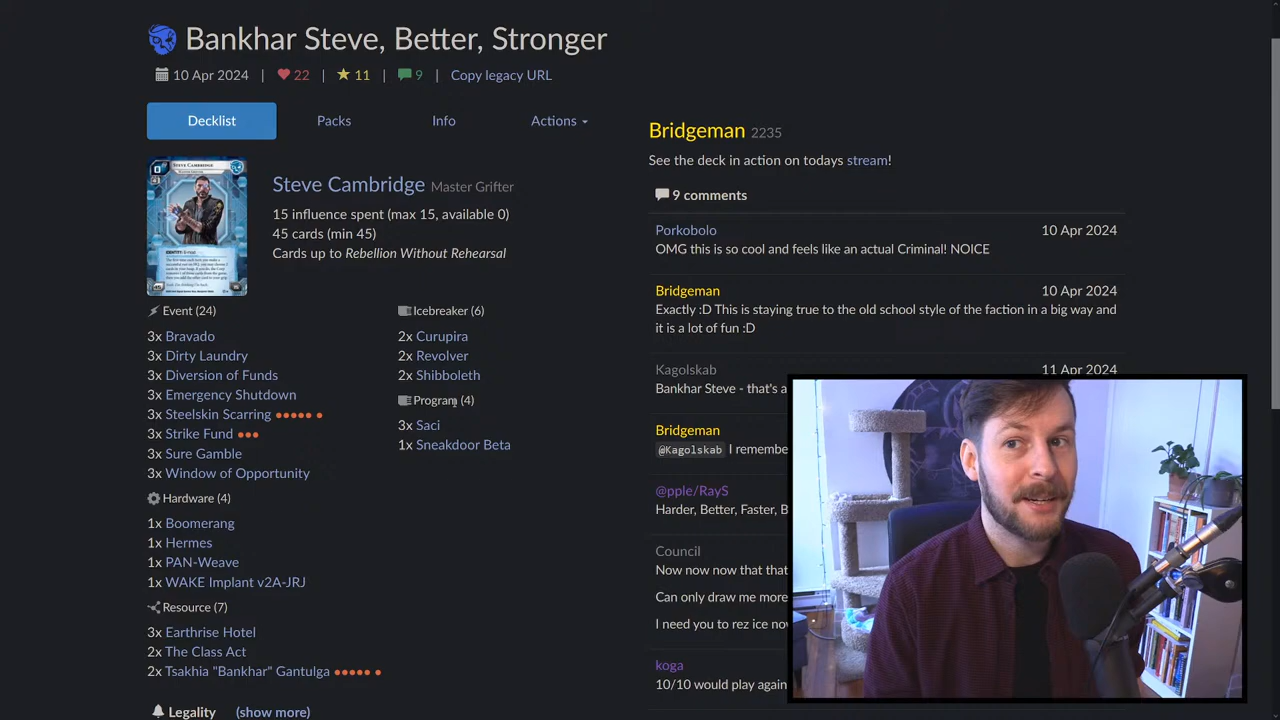 Bankhar Steve, Better, Stronger
10 Apr 2024 | 22 | 11 | 9 | Copy legacy URL
Decklist Packs Info Actions
STEVE CAMBRIDGE
Steve Cambridge Master Grifter
15 influence spent (max 15, available 0)
45 cards (min 45)
Cards up to Rebellion Without Rehearsal
Event (24)
3x Bravado
3x Dirty Laundry
3x Diversion of Funds
3x Emergency Shutdown
3x Steelskin Scarring
3x Strike Fund
3x Sure Gamble
3x Window of Opportunity
Hardware (4)
1x Boomerang
1x Hermes
1x PAN-Weave
1x WAKE Implant v2A-JRJ
Resource (7)
3x Earthrise Hotel
2x The Class Act
2x Tsakhia "Bankhar" Gantulga
Icebreaker (6)
2x Curupira
2x Revolver
2x Shibboleth
Program (4)
3x Saci
1x Sneakdoor Beta
Legality (show more)
Bridgeman 2235
See the deck in action on todays stream!
9 comments
Porkobolo 10 Apr 2024
OMG this is so cool and feels like an actual Criminal! NOICE
Bridgeman 10 Apr 2024
Exactly :D This is staying true to the old school style of the faction in a big way and
it is a lot of fun :D
Kagolskab 11 Apr 2024
Bankhar Steve - that's a
Bridgeman
@Kagolskab I remembe
@pple/RayS
Harder, Better, Faster, B
Council
Now now now that that
Can only draw me more
I need you to rez ice now
koga
10/10 would play again